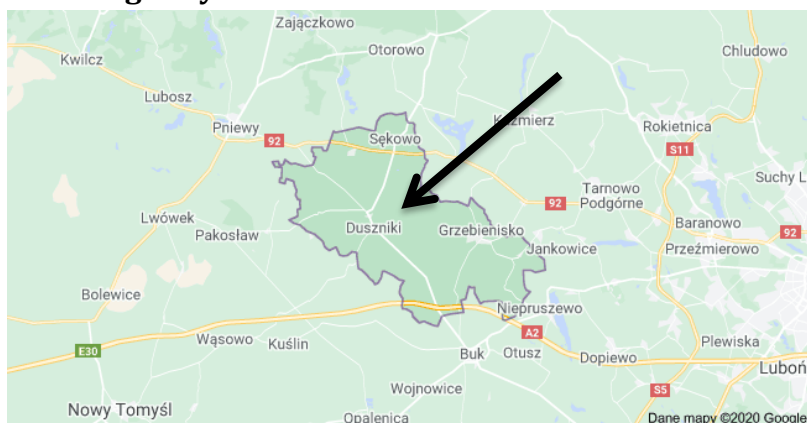 Zajączkowo
Otorowo
Chludowo
Kwilcz
Lubosz
Pniewy
92
Sękowo
Kaźmierz
Rokietnica
S11
Suchy L
Tarnowo
Podgórne
92
Lwówek
Pakosław
Duszniki
Grzebienisko
Jankowice
Baranowo
92
Przeźmierowo
Bolewice
Niepruszewo
A2
Wąsowo
Kuślin
E30
Buk
Otusz
Dopiewo
Plewiska
Luboń
S5
Wojnowice
Nowy Tomyśl
Opalenica
Dane mapy ©2020 Google